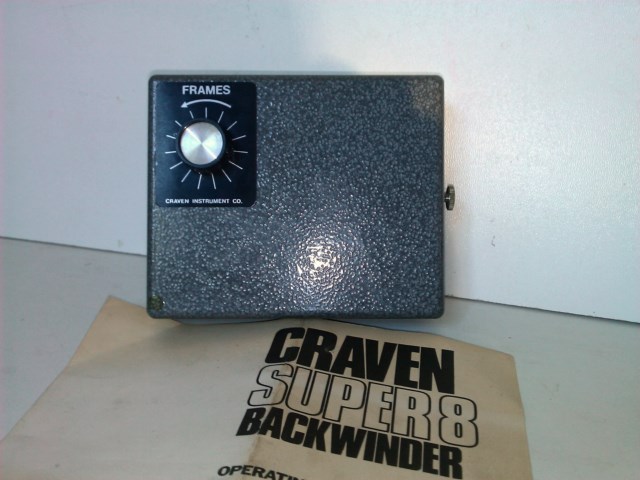 FRAMES
CRAVEN INSTRUMENT CO.
CRAVEN
SUPER 8
BACKWINDER